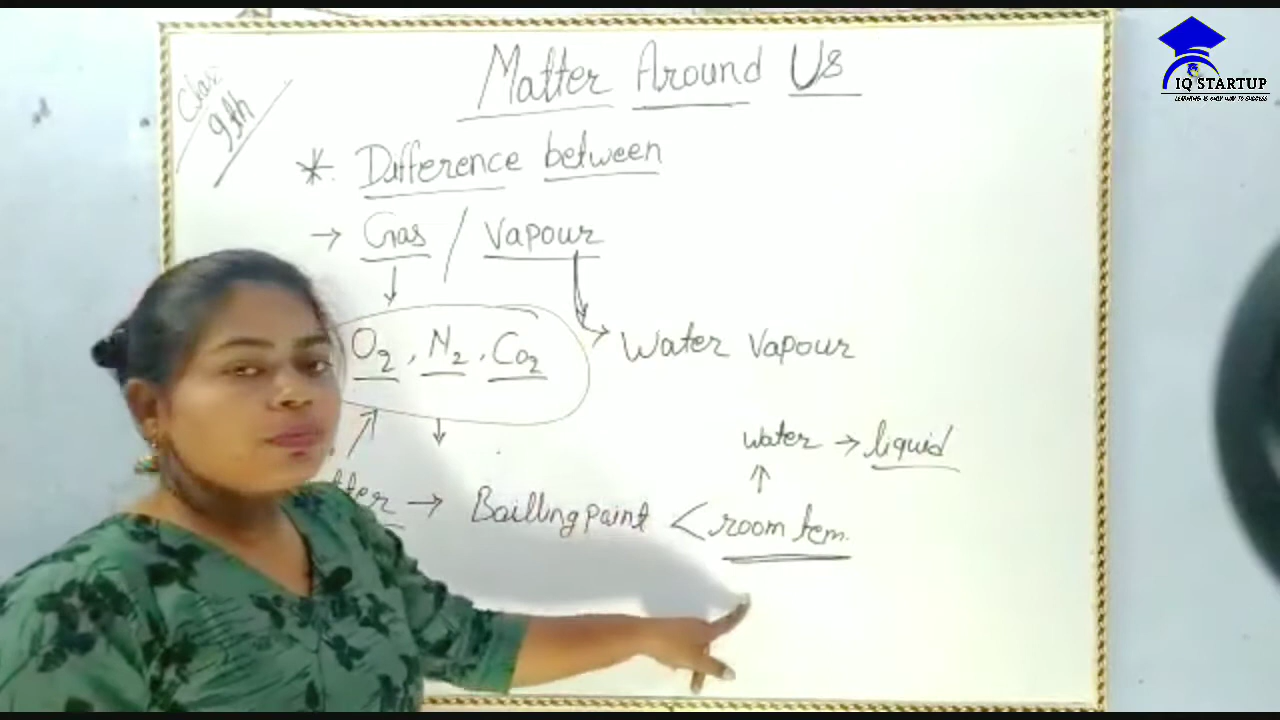 Matter Around Us
Class
9th
* Difference between
→ Gas / Vapour
O2, N2, Co2
Water Vapour
water → liquid
→ Boilling point < room tem.
IQ STARTUP